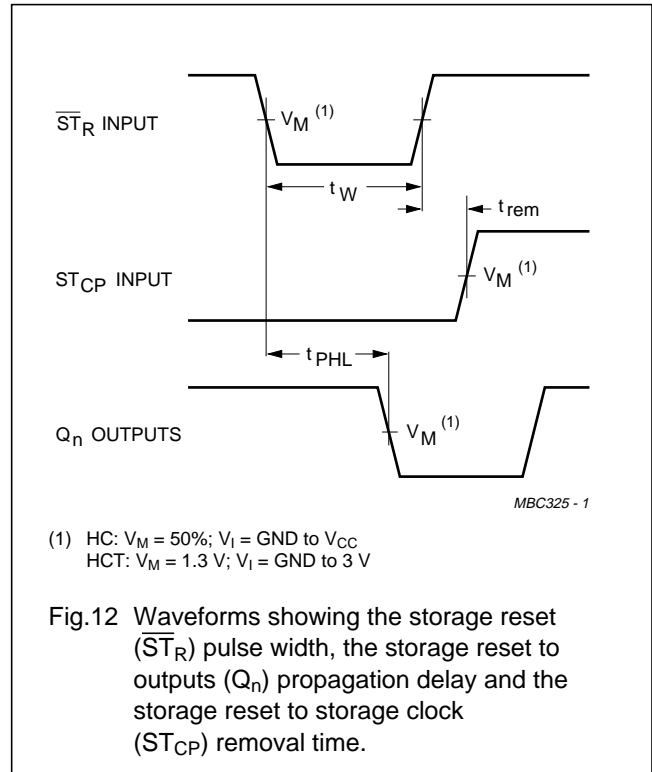 S̅T̅R INPUT
VM (1)
tW
trem
STCP INPUT
VM (1)
tPHL
Qn OUTPUTS
VM (1)
MBC325 - 1
(1) HC: VM = 50%; VI = GND to VCC
HCT: VM = 1.3 V; VI = GND to 3 V
Fig.12 Waveforms showing the storage reset
(S̅T̅R) pulse width, the storage reset to
outputs (Qn) propagation delay and the
storage reset to storage clock
(STCP) removal time.